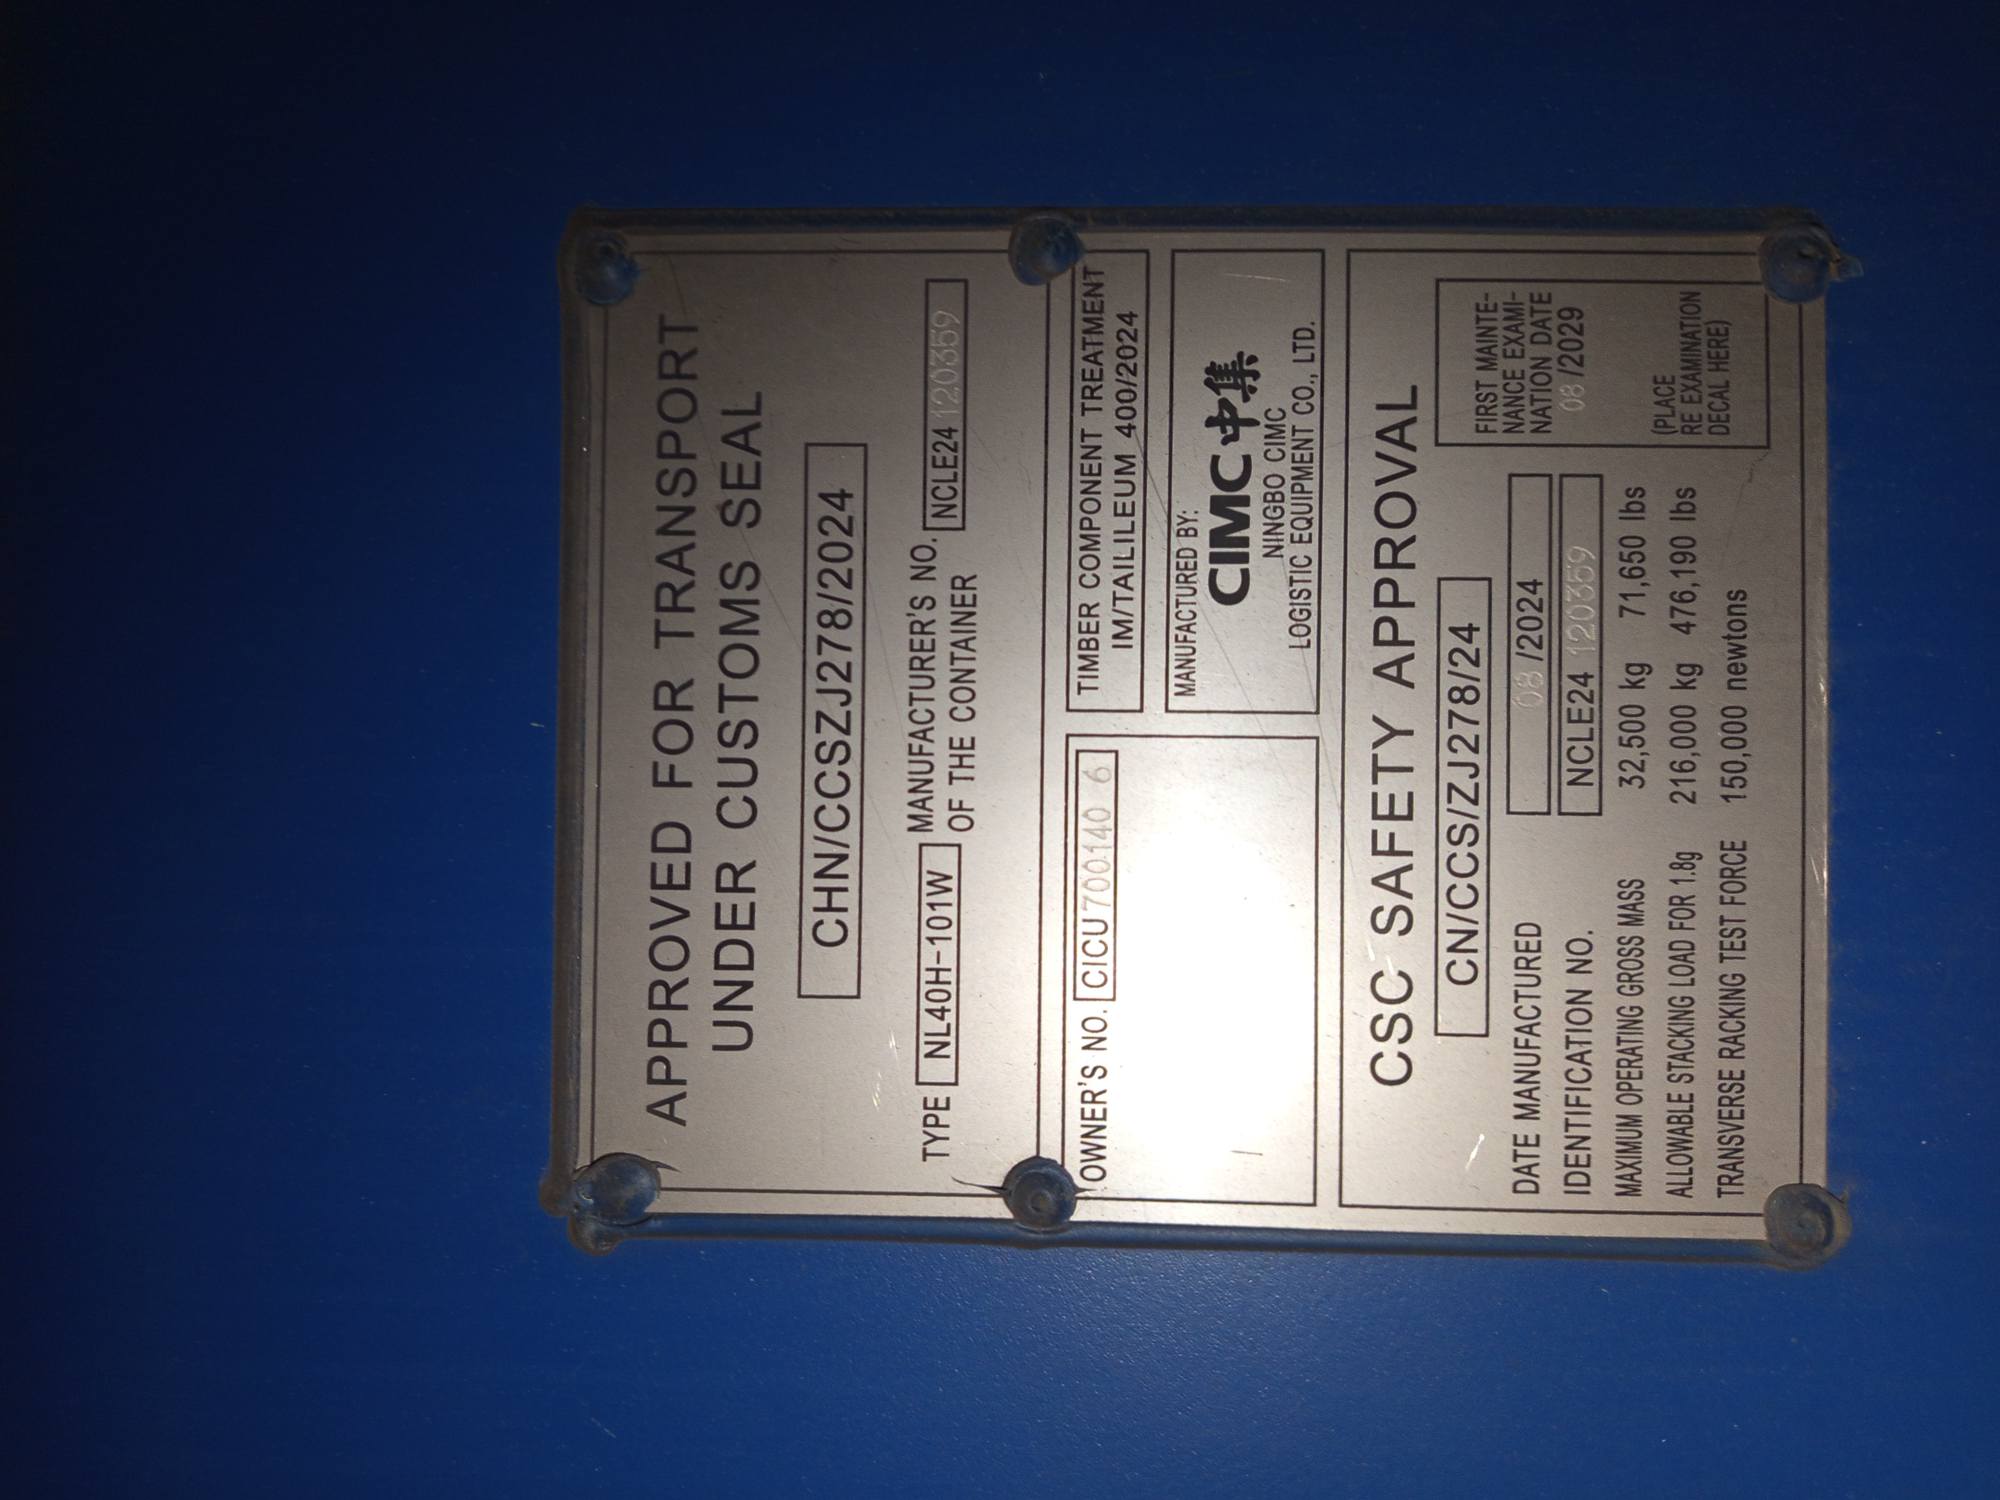 APPROVED FOR TRANSPORT
UNDER CUSTOMS SEAL
CHN/CCSZJ278/2024
TYPE NL40H-101W MANUFACTURER'S NO. NCLE24 120359
OF THE CONTAINER
OWNER'S NO. CICU 700140 6
TIMBER COMPONENT TREATMENT
IM/TAILILEUM 400/2024
MANUFACTURED BY:
CIMC 中集
NINGBO CIMC
LOGISTIC EQUIPMENT CO., LTD.
CSC SAFETY APPROVAL
CN/CCS/ZJ278/24
DATE MANUFACTURED 08 /2024
IDENTIFICATION NO. NCLE24 120359
MAXIMUM OPERATING GROSS MASS 32,500 kg 71,650 lbs
ALLOWABLE STACKING LOAD FOR 1.8g 216,000 kg 476,190 lbs
TRANSVERSE RACKING TEST FORCE 150,000 newtons
FIRST MAINTE-
NANCE EXAMI-
NATION DATE
08 /2029
(PLACE
RE EXAMINATION
DECAL HERE)